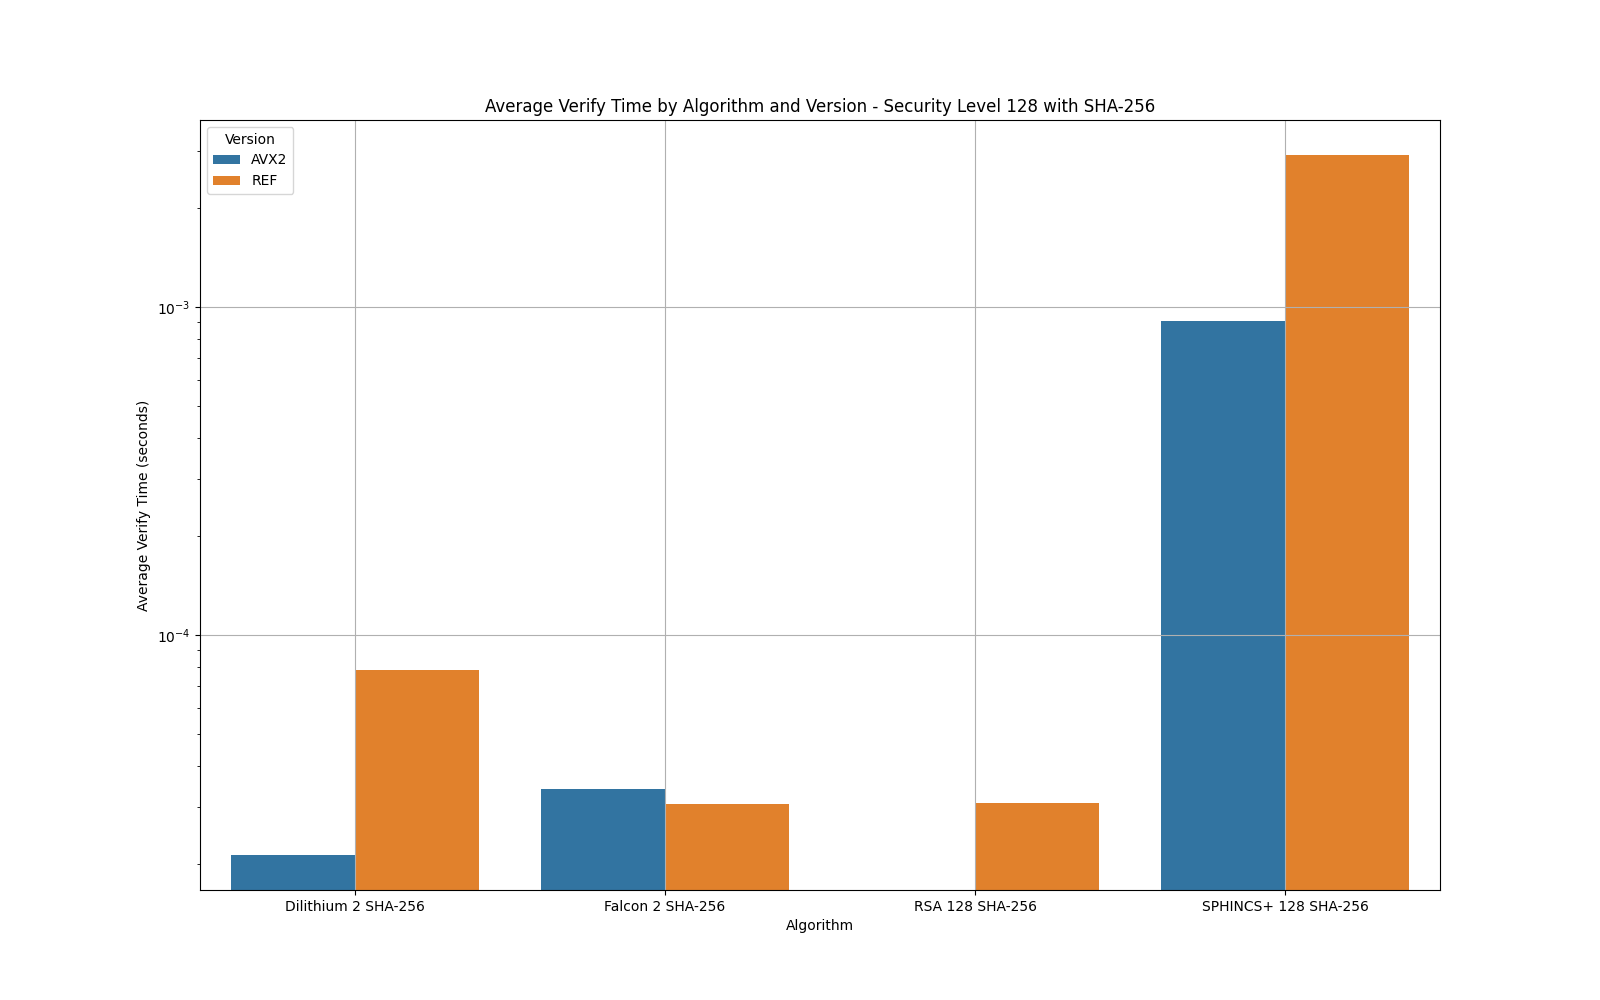 Average Verify Time by Algorithm and Version - Security Level 128 with SHA-256
Version
AVX2
REF
10⁻³
10⁻⁴
Average Verify Time (seconds)
Dilithium 2 SHA-256
Falcon 2 SHA-256
RSA 128 SHA-256
SPHINCS+ 128 SHA-256
Algorithm